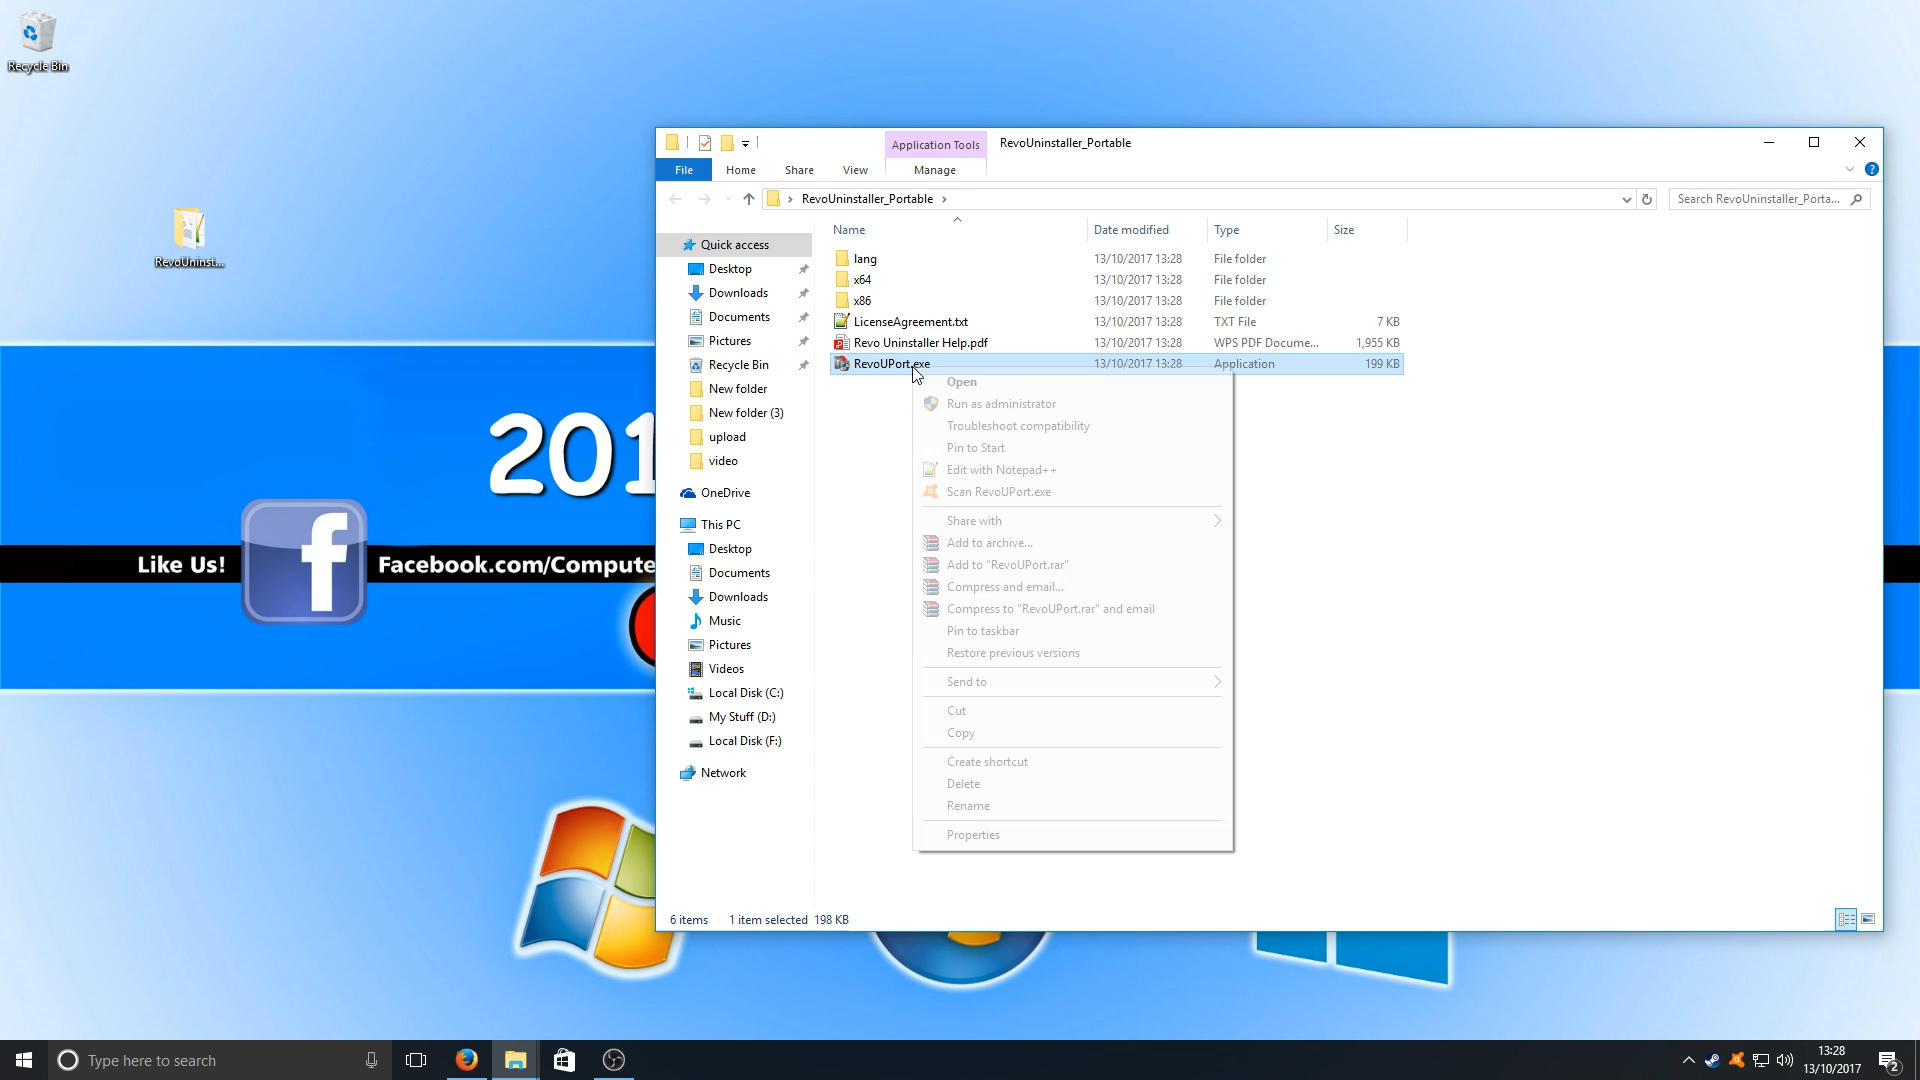 Recycle Bin
RevoUninst...
201
Like Us!
f
Facebook.com/Compute
Application Tools
RevoUninstaller_Portable
File
Home
Share
View
Manage
RevoUninstaller_Portable
Search RevoUninstaller_Porta...
Quick access
Desktop
Downloads
Documents
Pictures
Recycle Bin
New folder
New folder (3)
upload
video
OneDrive
This PC
Desktop
Documents
Downloads
Music
Pictures
Videos
Local Disk (C:)
My Stuff (D:)
Local Disk (F:)
Network
Name Date modified Type Size
lang 13/10/2017 13:28 File folder
x64 13/10/2017 13:28 File folder
x86 13/10/2017 13:28 File folder
LicenseAgreement.txt 13/10/2017 13:28 TXT File 7 KB
Revo Uninstaller Help.pdf 13/10/2017 13:28 WPS PDF Docume... 1,955 KB
RevoUPort.exe 13/10/2017 13:28 Application 199 KB
Open
Run as administrator
Troubleshoot compatibility
Pin to Start
Edit with Notepad++
Scan RevoUPort.exe
Share with
Add to archive...
Add to "RevoUPort.rar"
Compress and email...
Compress to "RevoUPort.rar" and email
Pin to taskbar
Restore previous versions
Send to
Cut
Copy
Create shortcut
Delete
Rename
Properties
6 items 1 item selected 198 KB
Type here to search
13:28
13/10/2017
2